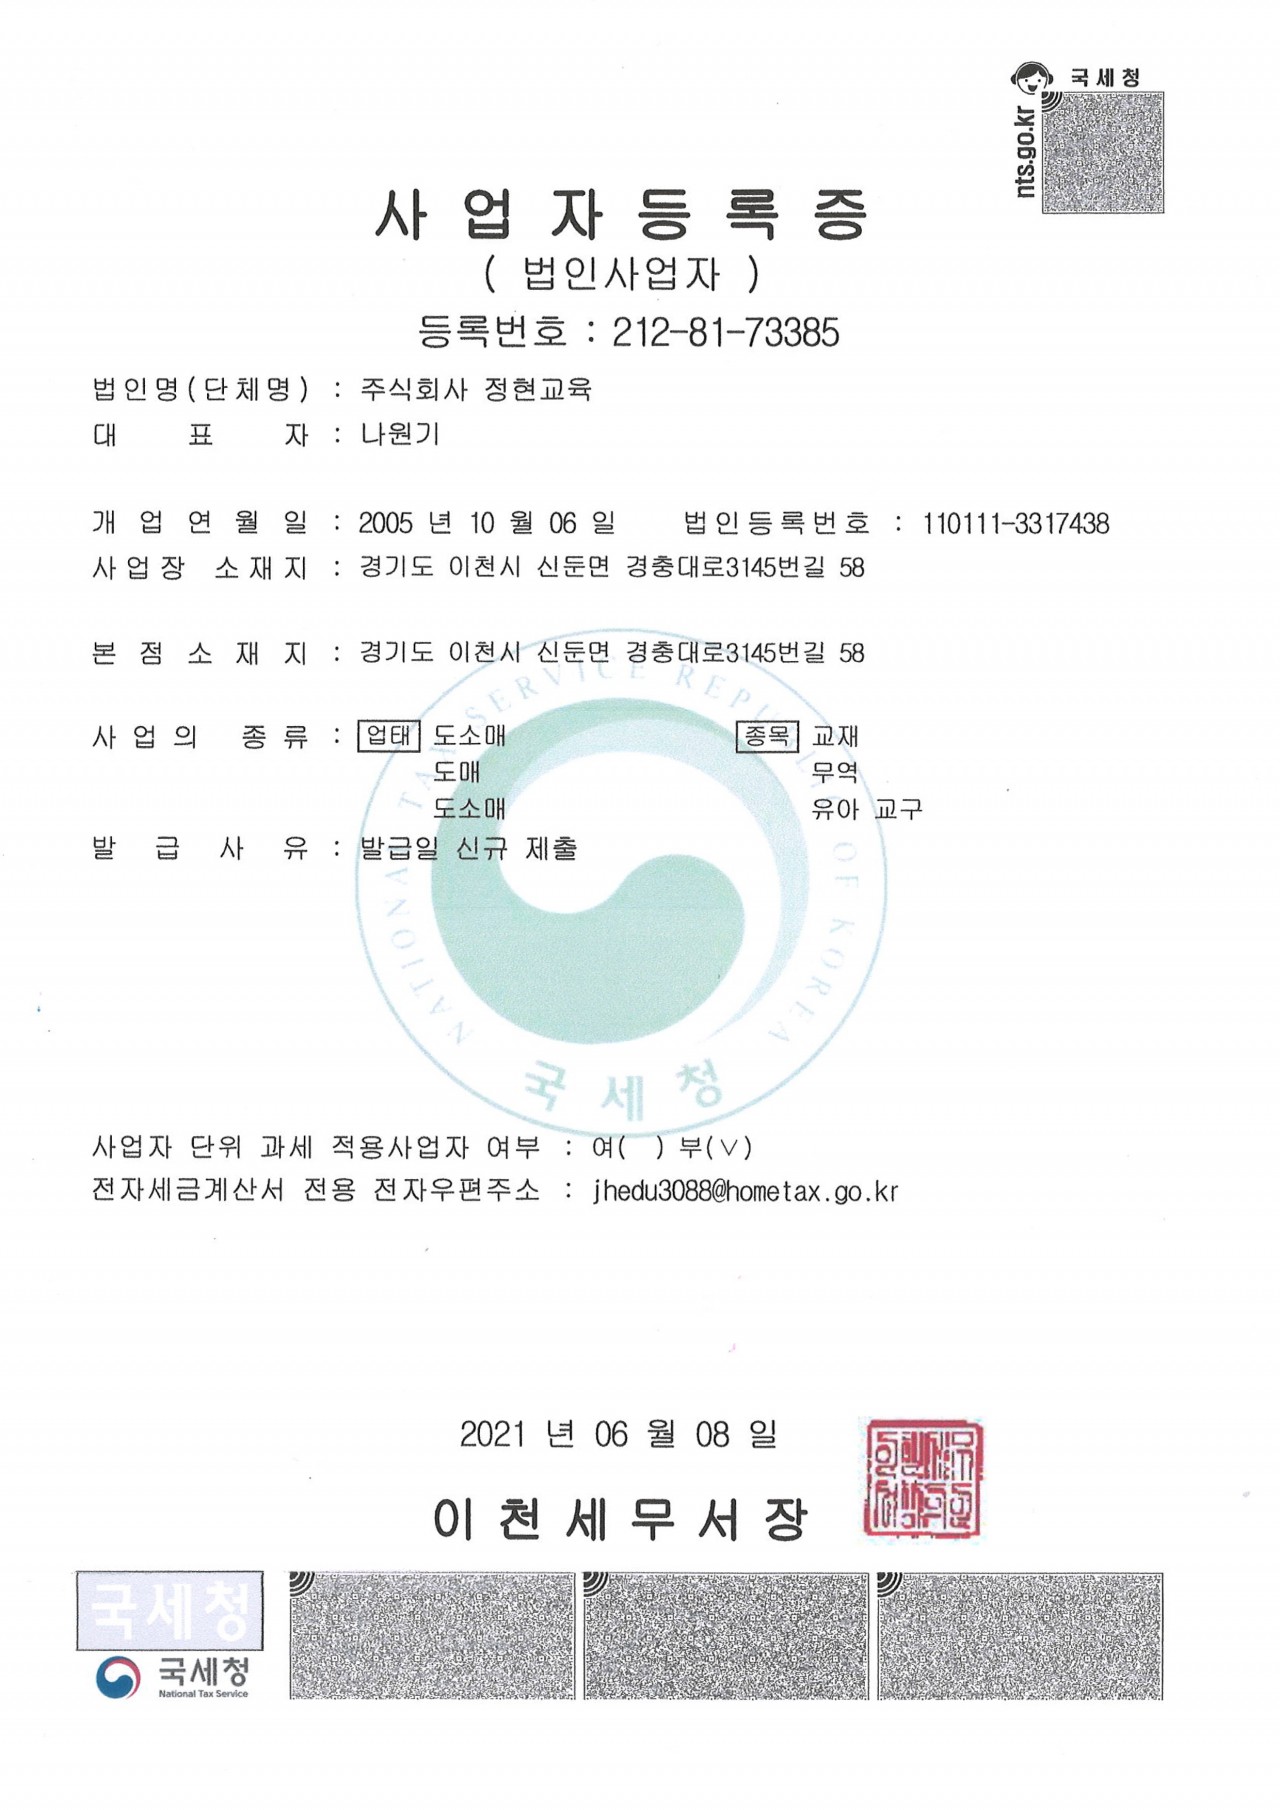 국세청
nts.go.kr
사업자등록증
( 법인사업자 )
등록번호 : 212-81-73385
법인명(단체명) : 주식회사 정현교육
대 표 자 : 나원기
개 업 연 월 일 : 2005 년 10 월 06 일 법인등록번호 : 110111-3317438
사업장 소재지 : 경기도 이천시 신둔면 경충대로3145번길 58
본 점 소 재 지 : 경기도 이천시 신둔면 경충대로3145번길 58
사업의 종류 : 업태 도소매 종목 교재
도매 무역
도소매 유아 교구
발 급 사 유 : 발급일 신규 제출
NATIONAL TAX SERVICE REPUBLIC OF KOREA
국세청
사업자 단위 과세 적용사업자 여부 : 여( ) 부(∨)
전자세금계산서 전용 전자우편주소 : jhedu3088@hometax.go.kr
2021 년 06 월 08 일
이천세무서장
국세청
국세청
National Tax Service